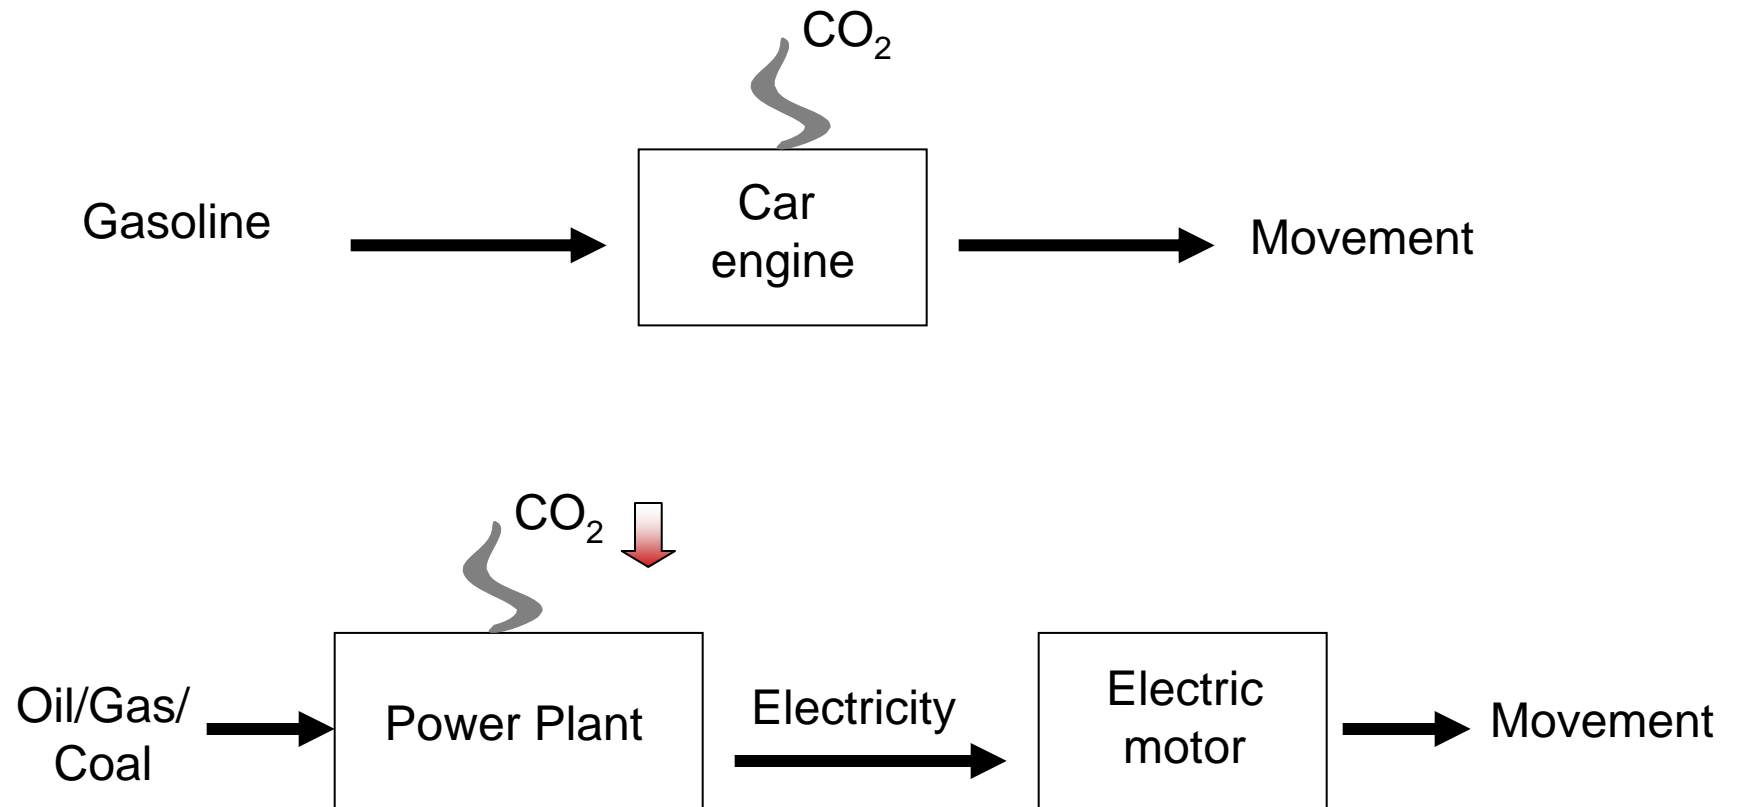 CO₂
Gasoline
Car
engine
Movement
CO₂
Oil/Gas/
Coal
Power Plant
Electricity
Electric
motor
Movement